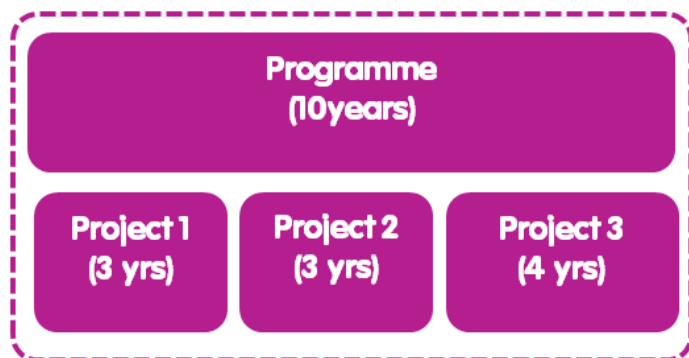 Programme
(10years)
Project 1
(3 yrs)
Project 2
(3 yrs)
Project 3
(4 yrs)